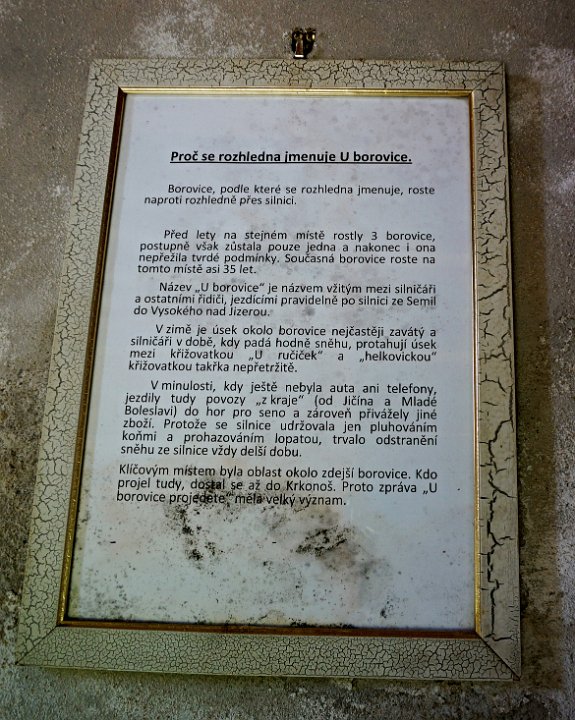 Proč se rozhledna jmenuje U borovice.
Borovice, podle které se rozhledna jmenuje, roste
naproti rozhledně přes silnici.
Před lety na stejném místě rostly 3 borovice,
postupně však zůstala pouze jedna a nakonec i ona
nepřežila tvrdé podmínky. Současná borovice roste na
tomto místě asi 35 let.
Název „U borovice“ je názvem vžitým mezi silničáři
a ostatními řidiči, jezdícími pravidelně po silnici ze Semil
do Vysokého nad Jizerou.
V zimě je úsek okolo borovice nejčastěji zavátý a
silničáři v době, kdy padá hodně sněhu, protahují úsek
mezi křižovatkou „U ručiček“ a „helkovickou“
křižovatkou takřka nepřetržitě.
V minulosti, kdy ještě nebyla auta ani telefony,
jezdily tudy povozy „z kraje“ (od Jičína a Mladé
Boleslavi) do hor pro seno a zároveň přivážely jiné
zboží. Protože se silnice udržovala jen pluhováním
koňmi a prohazováním lopatou, trvalo odstranění
sněhu ze silnice vždy delší dobu.
Klíčovým místem byla oblast okolo zdejší borovice. Kdo
projel tudy, dostal se až do Krkonoš. Proto zpráva „U
borovice projedete,“ měla velký význam.